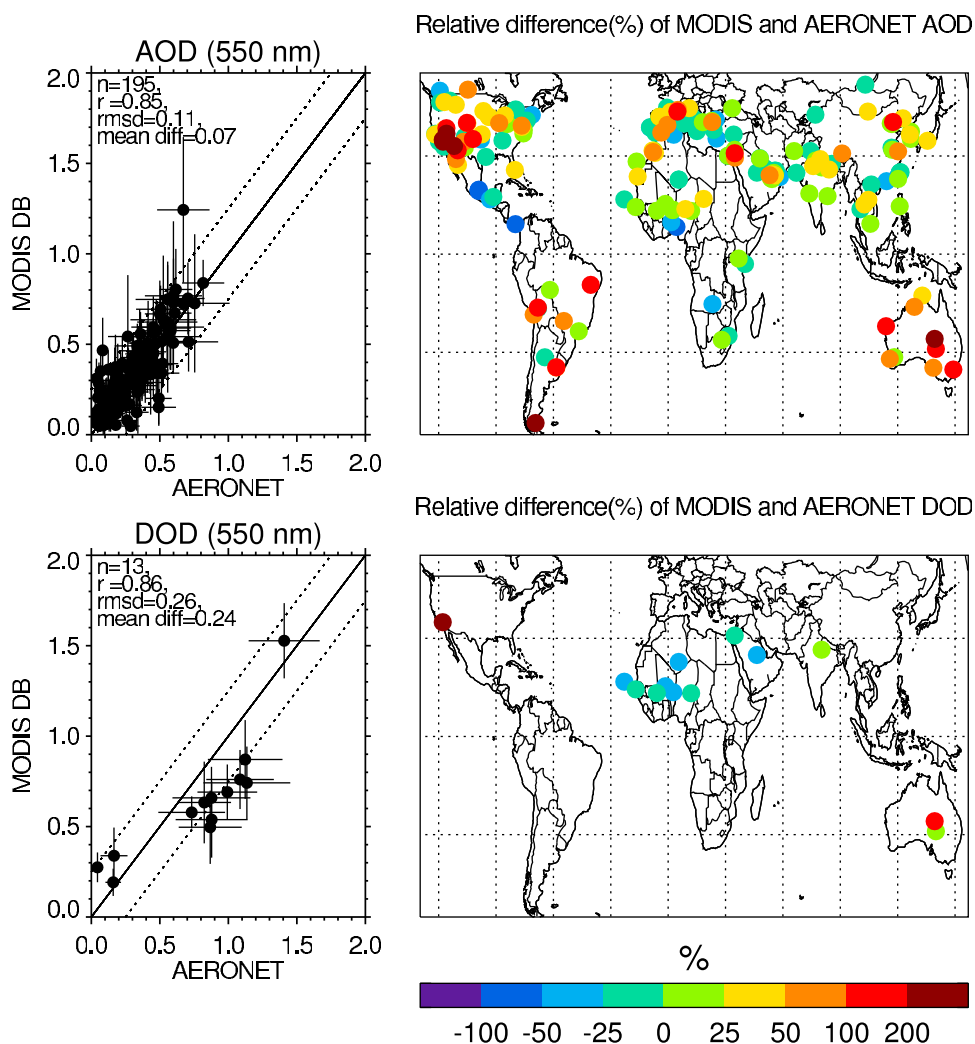 Relative difference(%) of MODIS and AERONET AOD
AOD (550 nm)
2.0
n=195,
r =0.85,
rmsd=0.11,
mean diff=0.07
1.5
1.0
0.5
0.0
MODIS DB
0.0 0.5 1.0 1.5 2.0
AERONET
Relative difference(%) of MODIS and AERONET DOD
DOD (550 nm)
2.0
n=13,
r =0.86,
rmsd=0.26,
mean diff=0.24
1.5
1.0
0.5
0.0
MODIS DB
0.0 0.5 1.0 1.5 2.0
AERONET
%
-100 -50 -25 0 25 50 100 200